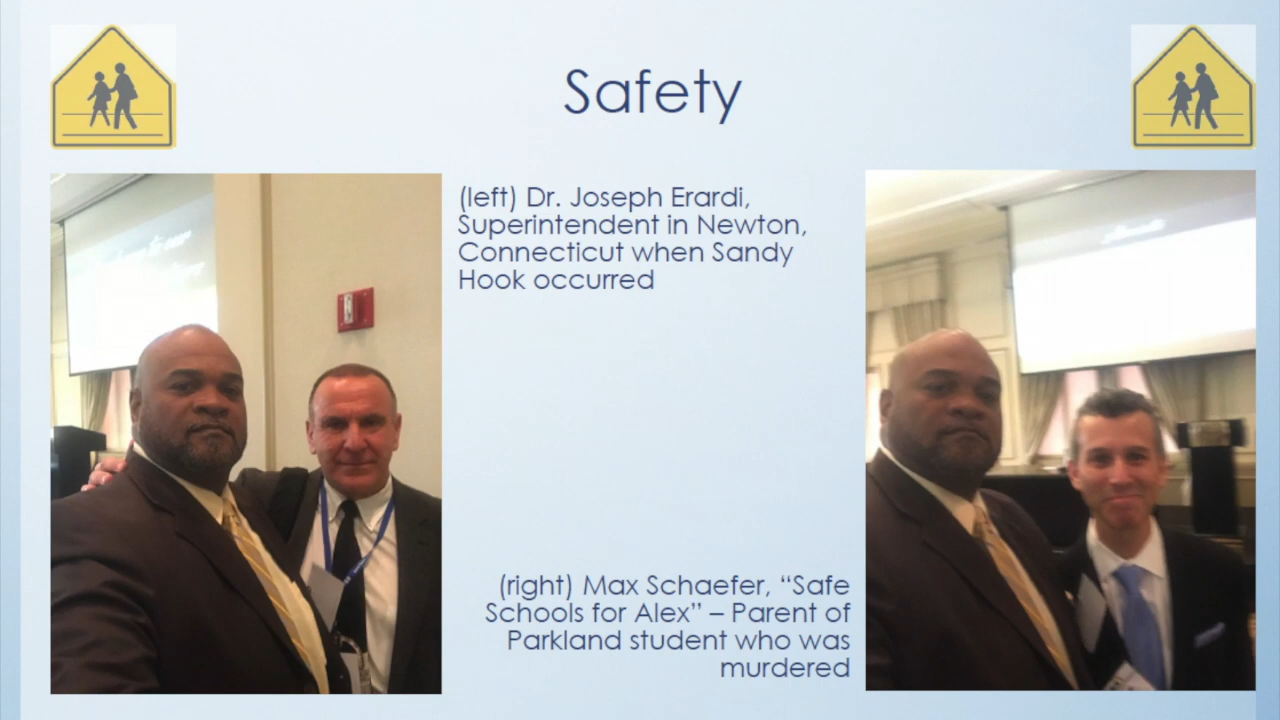 Safety
(left) Dr. Joseph Erardi,
Superintendent in Newton,
Connecticut when Sandy
Hook occurred
(right) Max Schaefer, “Safe
Schools for Alex” – Parent of
Parkland student who was
murdered